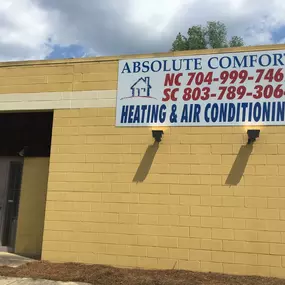 ABSOLUTE COMFOR
NC 704-999-746
SC 803-789-306
HEATING & AIR CONDITIONIN